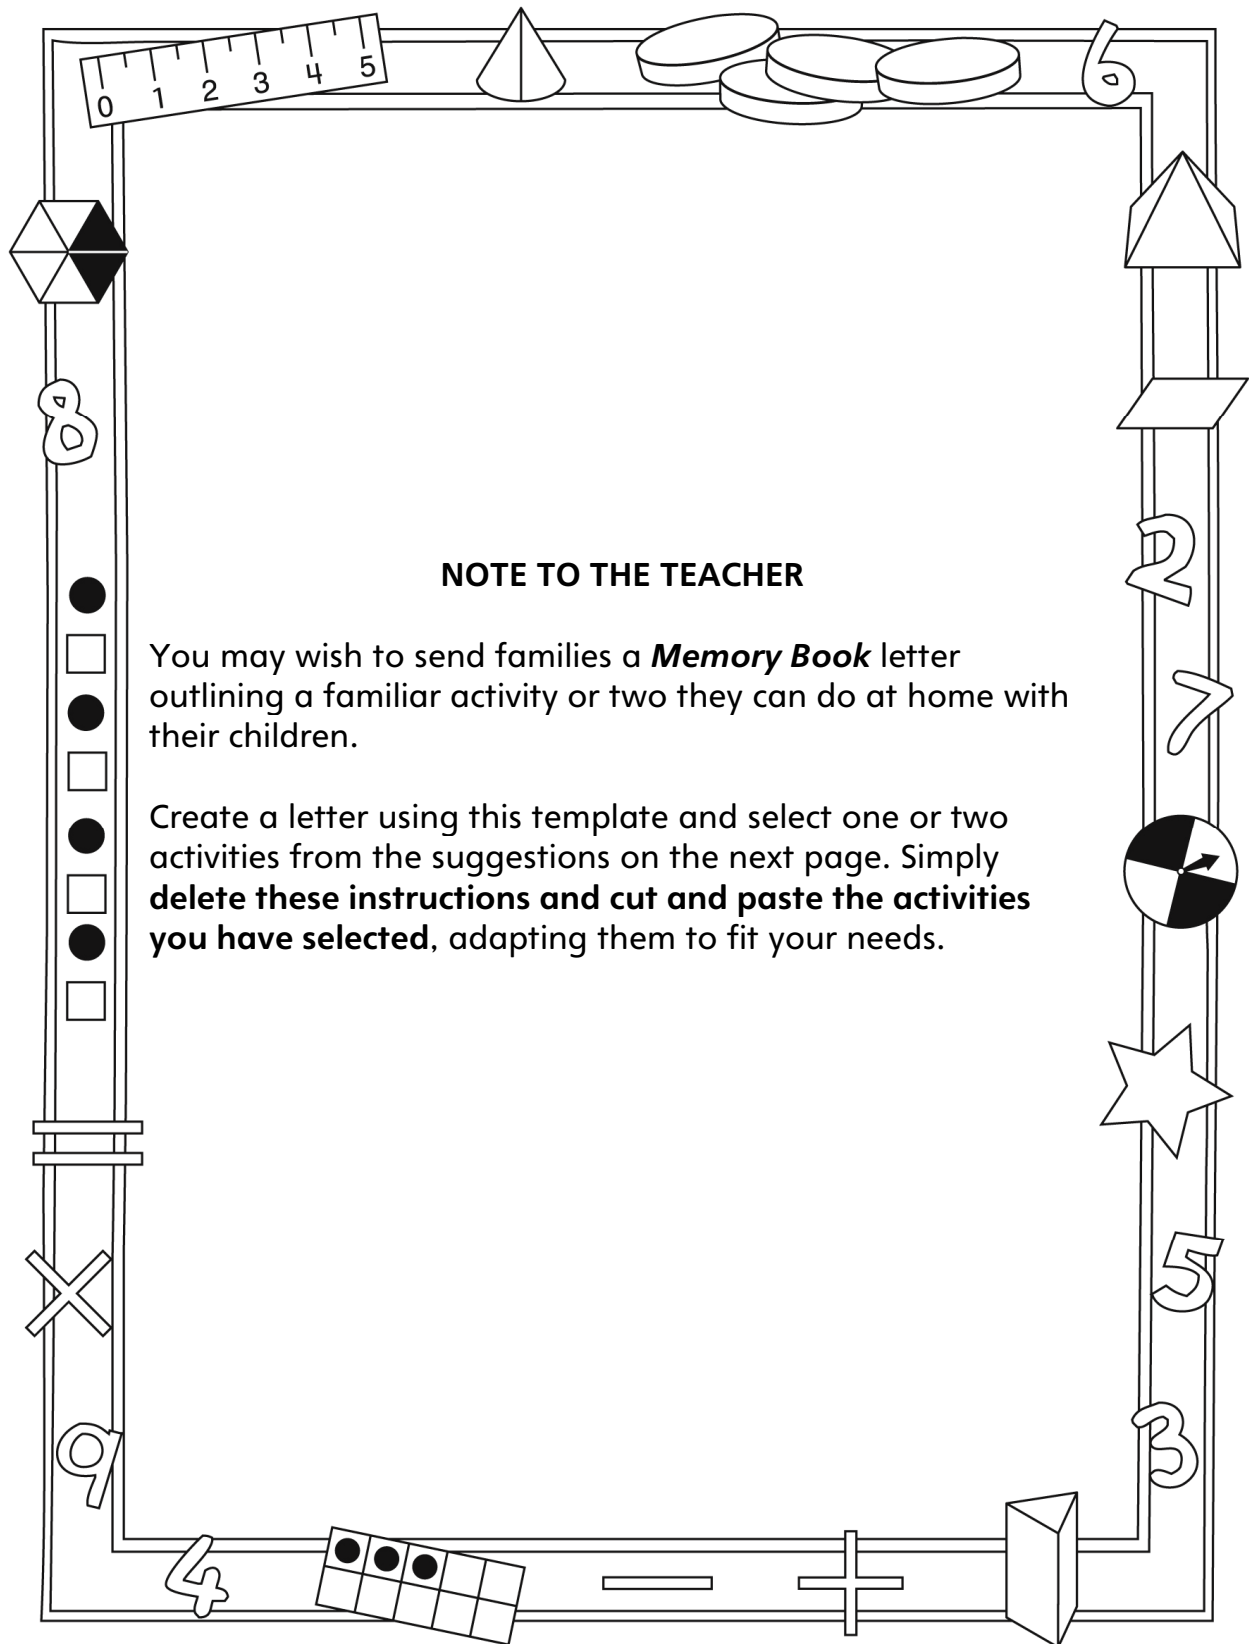 0 1 2 3 4 5
6
8
2
NOTE TO THE TEACHER
You may wish to send families a Memory Book letter
outlining a familiar activity or two they can do at home with
their children.
7
Create a letter using this template and select one or two
activities from the suggestions on the next page. Simply
delete these instructions and cut and paste the activities
you have selected, adapting them to fit your needs.
=
5
×
3
9
4
− +